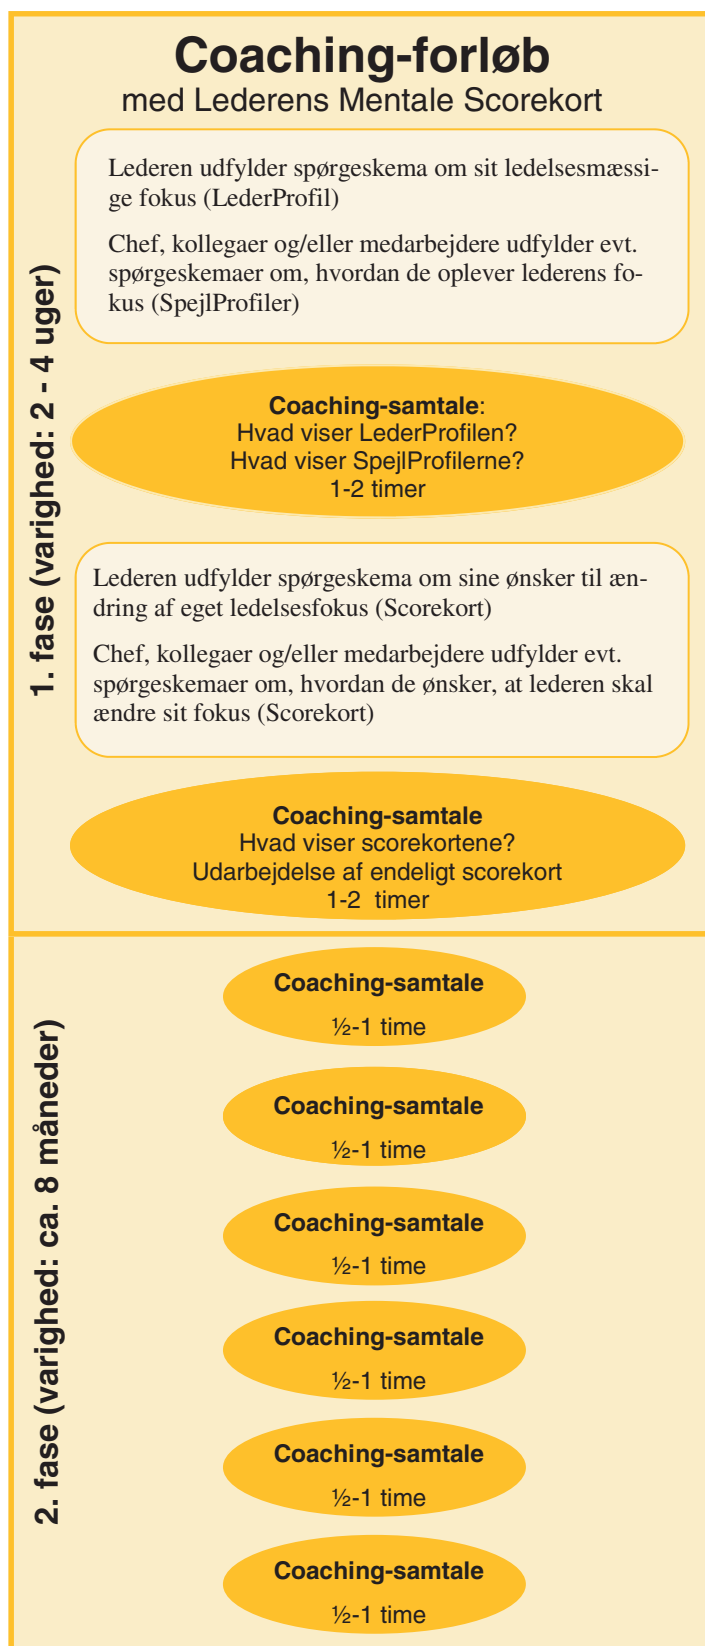 Coaching-forløb
med Lederens Mentale Scorekort
1. fase (varighed: 2 - 4 uger)
Lederen udfylder spørgeskema om sit ledelsesmæssi-
ge fokus (LederProfil)
Chef, kollegaer og/eller medarbejdere udfylder evt.
spørgeskemaer om, hvordan de oplever lederens fo-
kus (SpejlProfiler)
Coaching-samtale:
Hvad viser LederProfilen?
Hvad viser SpejlProfilerne?
1-2 timer
Lederen udfylder spørgeskema om sine ønsker til æn-
dring af eget ledelsesfokus (Scorekort)
Chef, kollegaer og/eller medarbejdere udfylder evt.
spørgeskemaer om, hvordan de ønsker, at lederen skal
ændre sit fokus (Scorekort)
Coaching-samtale
Hvad viser scorekortene?
Udarbejdelse af endeligt scorekort
1-2 timer
2. fase (varighed: ca. 8 måneder)
Coaching-samtale
½-1 time
Coaching-samtale
½-1 time
Coaching-samtale
½-1 time
Coaching-samtale
½-1 time
Coaching-samtale
½-1 time
Coaching-samtale
½-1 time